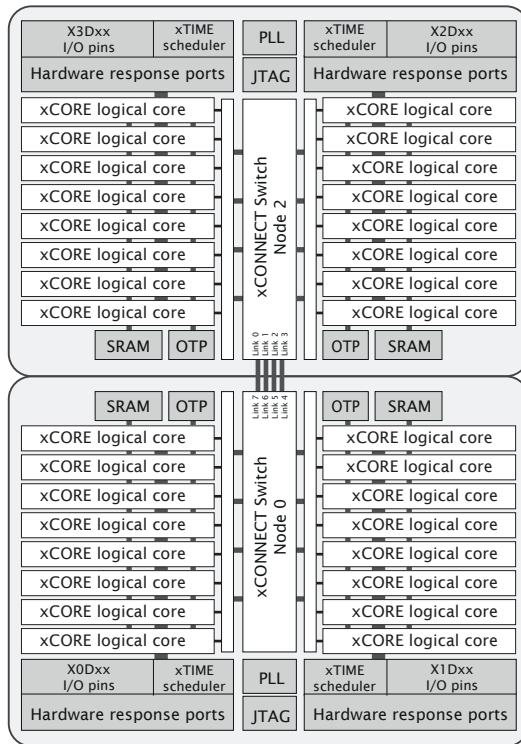 X3Dxx
I/O pins
xTIME
scheduler
PLL
xTIME
scheduler
X2Dxx
I/O pins
Hardware response ports
JTAG
Hardware response ports
xCORE logical core
xCORE logical core
xCORE logical core
xCORE logical core
xCORE logical core
xCORE logical core
xCORE logical core
xCORE logical core
xCONNECT Switch
Node 2
Link 0
Link 1
Link 2
Link 3
xCORE logical core
xCORE logical core
xCORE logical core
xCORE logical core
xCORE logical core
xCORE logical core
xCORE logical core
xCORE logical core
SRAM
OTP
OTP
SRAM
SRAM
OTP
Link 7
Link 6
Link 5
Link 4
OTP
SRAM
xCORE logical core
xCORE logical core
xCORE logical core
xCORE logical core
xCORE logical core
xCORE logical core
xCORE logical core
xCORE logical core
xCONNECT Switch
Node 0
xCORE logical core
xCORE logical core
xCORE logical core
xCORE logical core
xCORE logical core
xCORE logical core
xCORE logical core
xCORE logical core
X0Dxx
I/O pins
xTIME
scheduler
PLL
xTIME
scheduler
X1Dxx
I/O pins
Hardware response ports
JTAG
Hardware response ports